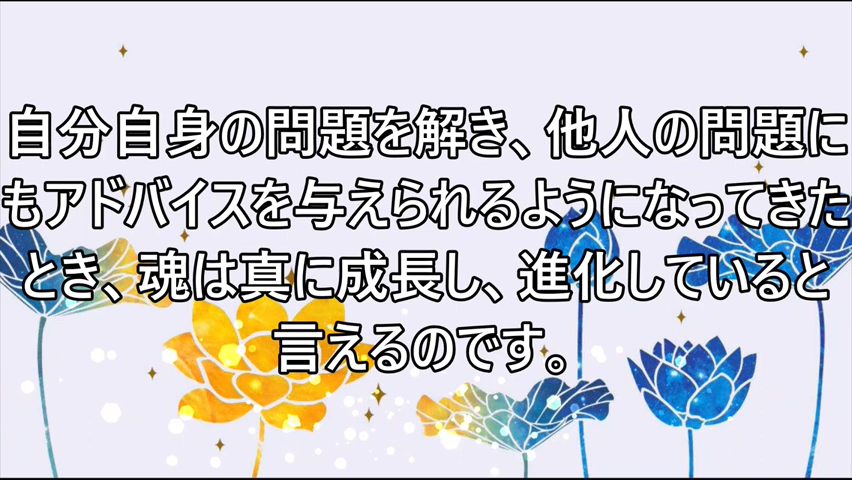 自分自身の問題を解き、他人の問題に
もアドバイスを与えられるようになってきた
とき、魂は真に成長し、進化していると
言えるのです。